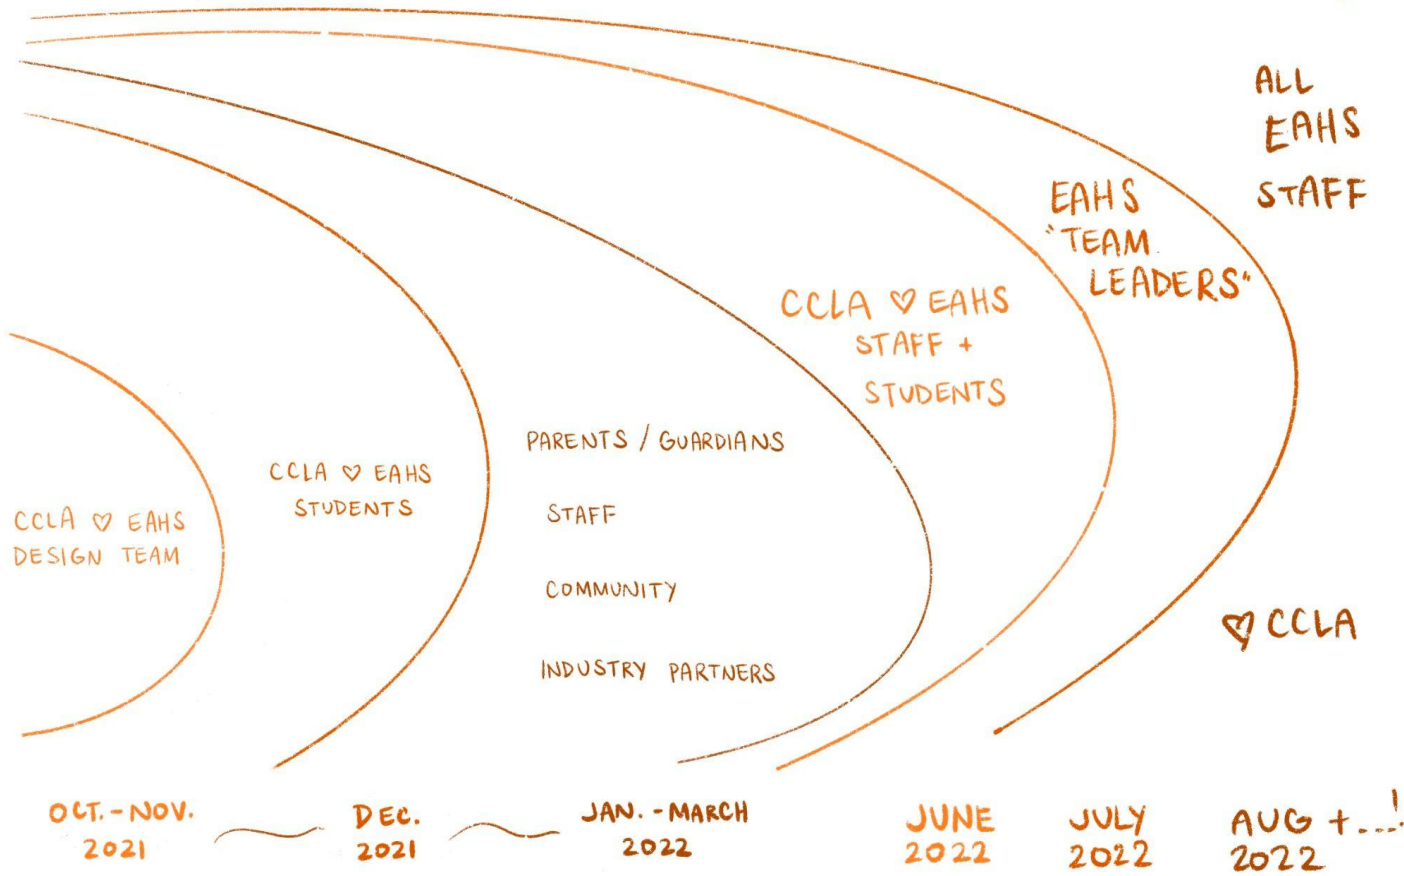 CCLA ♡ EAHS
DESIGN TEAM
CCLA ♡ EAHS
STUDENTS
PARENTS / GUARDIANS
STAFF
COMMUNITY
INDUSTRY PARTNERS
CCLA ♡ EAHS
STAFF +
STUDENTS
EAHS
"TEAM
LEADERS"
ALL
EAHS
STAFF
♡ CCLA
OCT. - NOV.
2021
DEC.
2021
JAN. - MARCH
2022
JUNE
2022
JULY
2022
AUG + ...!
2022